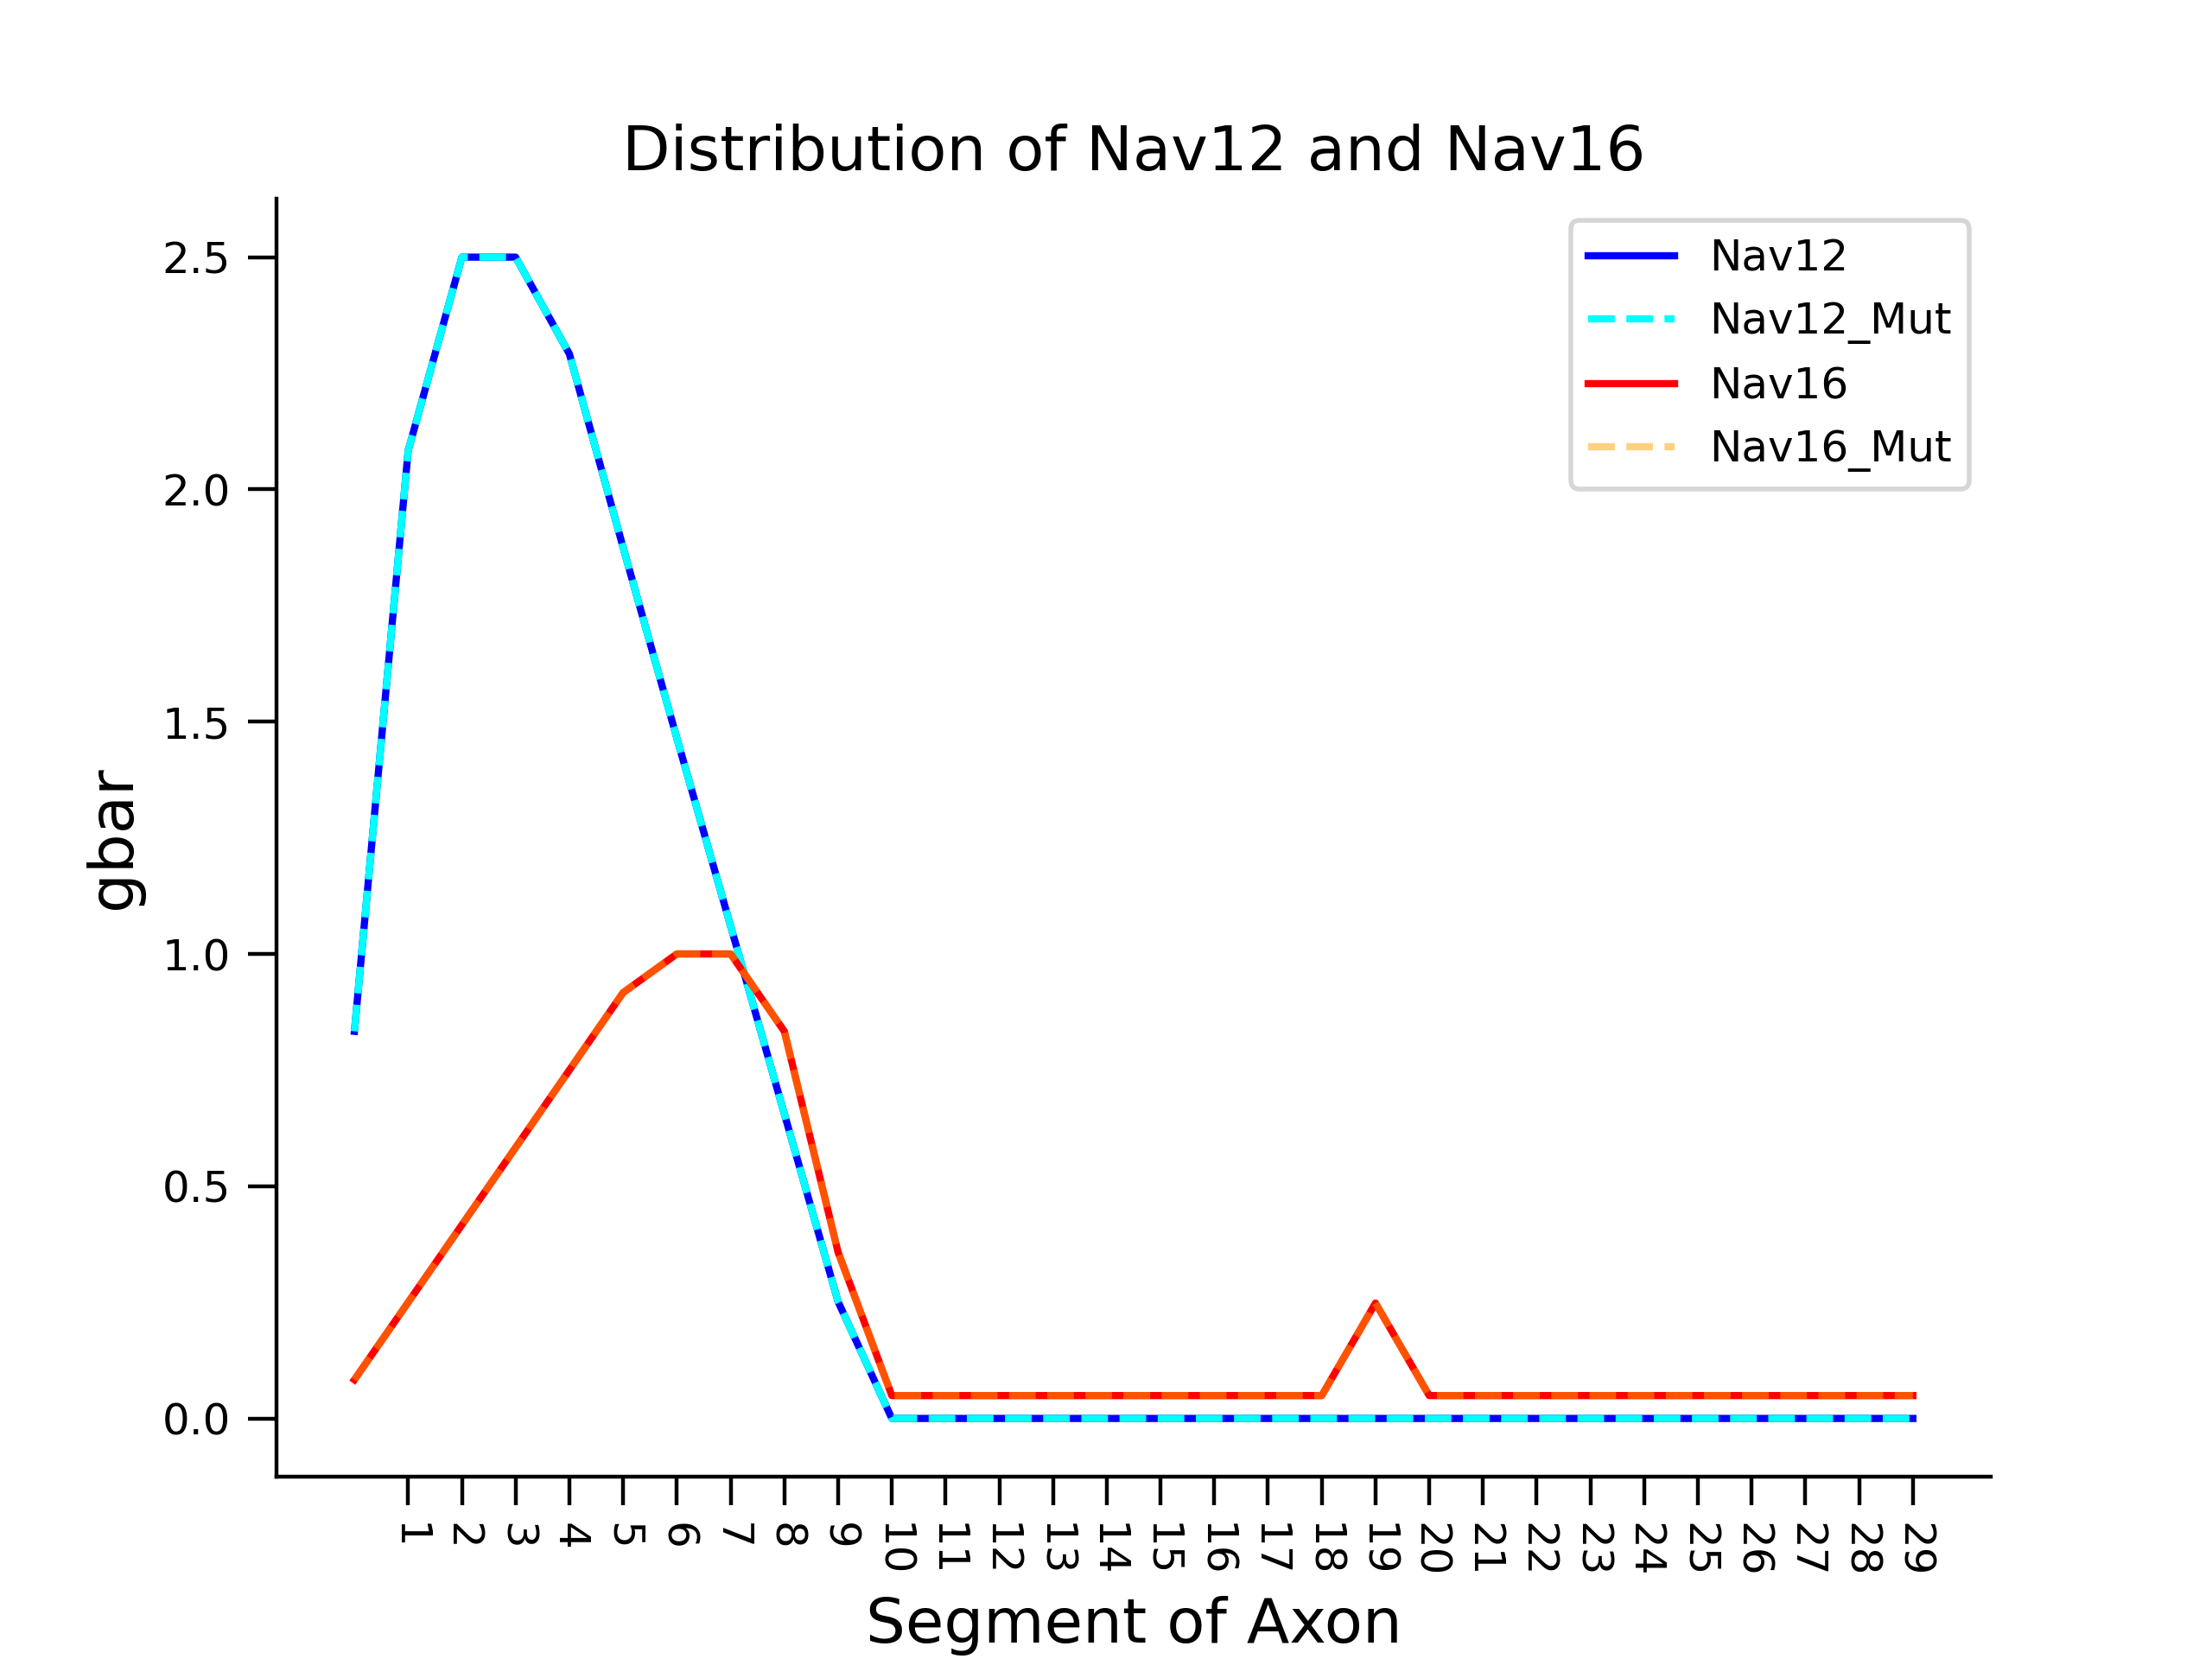 Distribution of Nav12 and Nav16
Nav12
Nav12_Mut
Nav16
Nav16_Mut
2.5
2.0
1.5
1.0
0.5
0.0
gbar
1 2 3 4 5 6 7 8 9 10 11 12 13 14 15 16 17 18 19 20 21 22 23 24 25 26 27 28 29
Segment of Axon